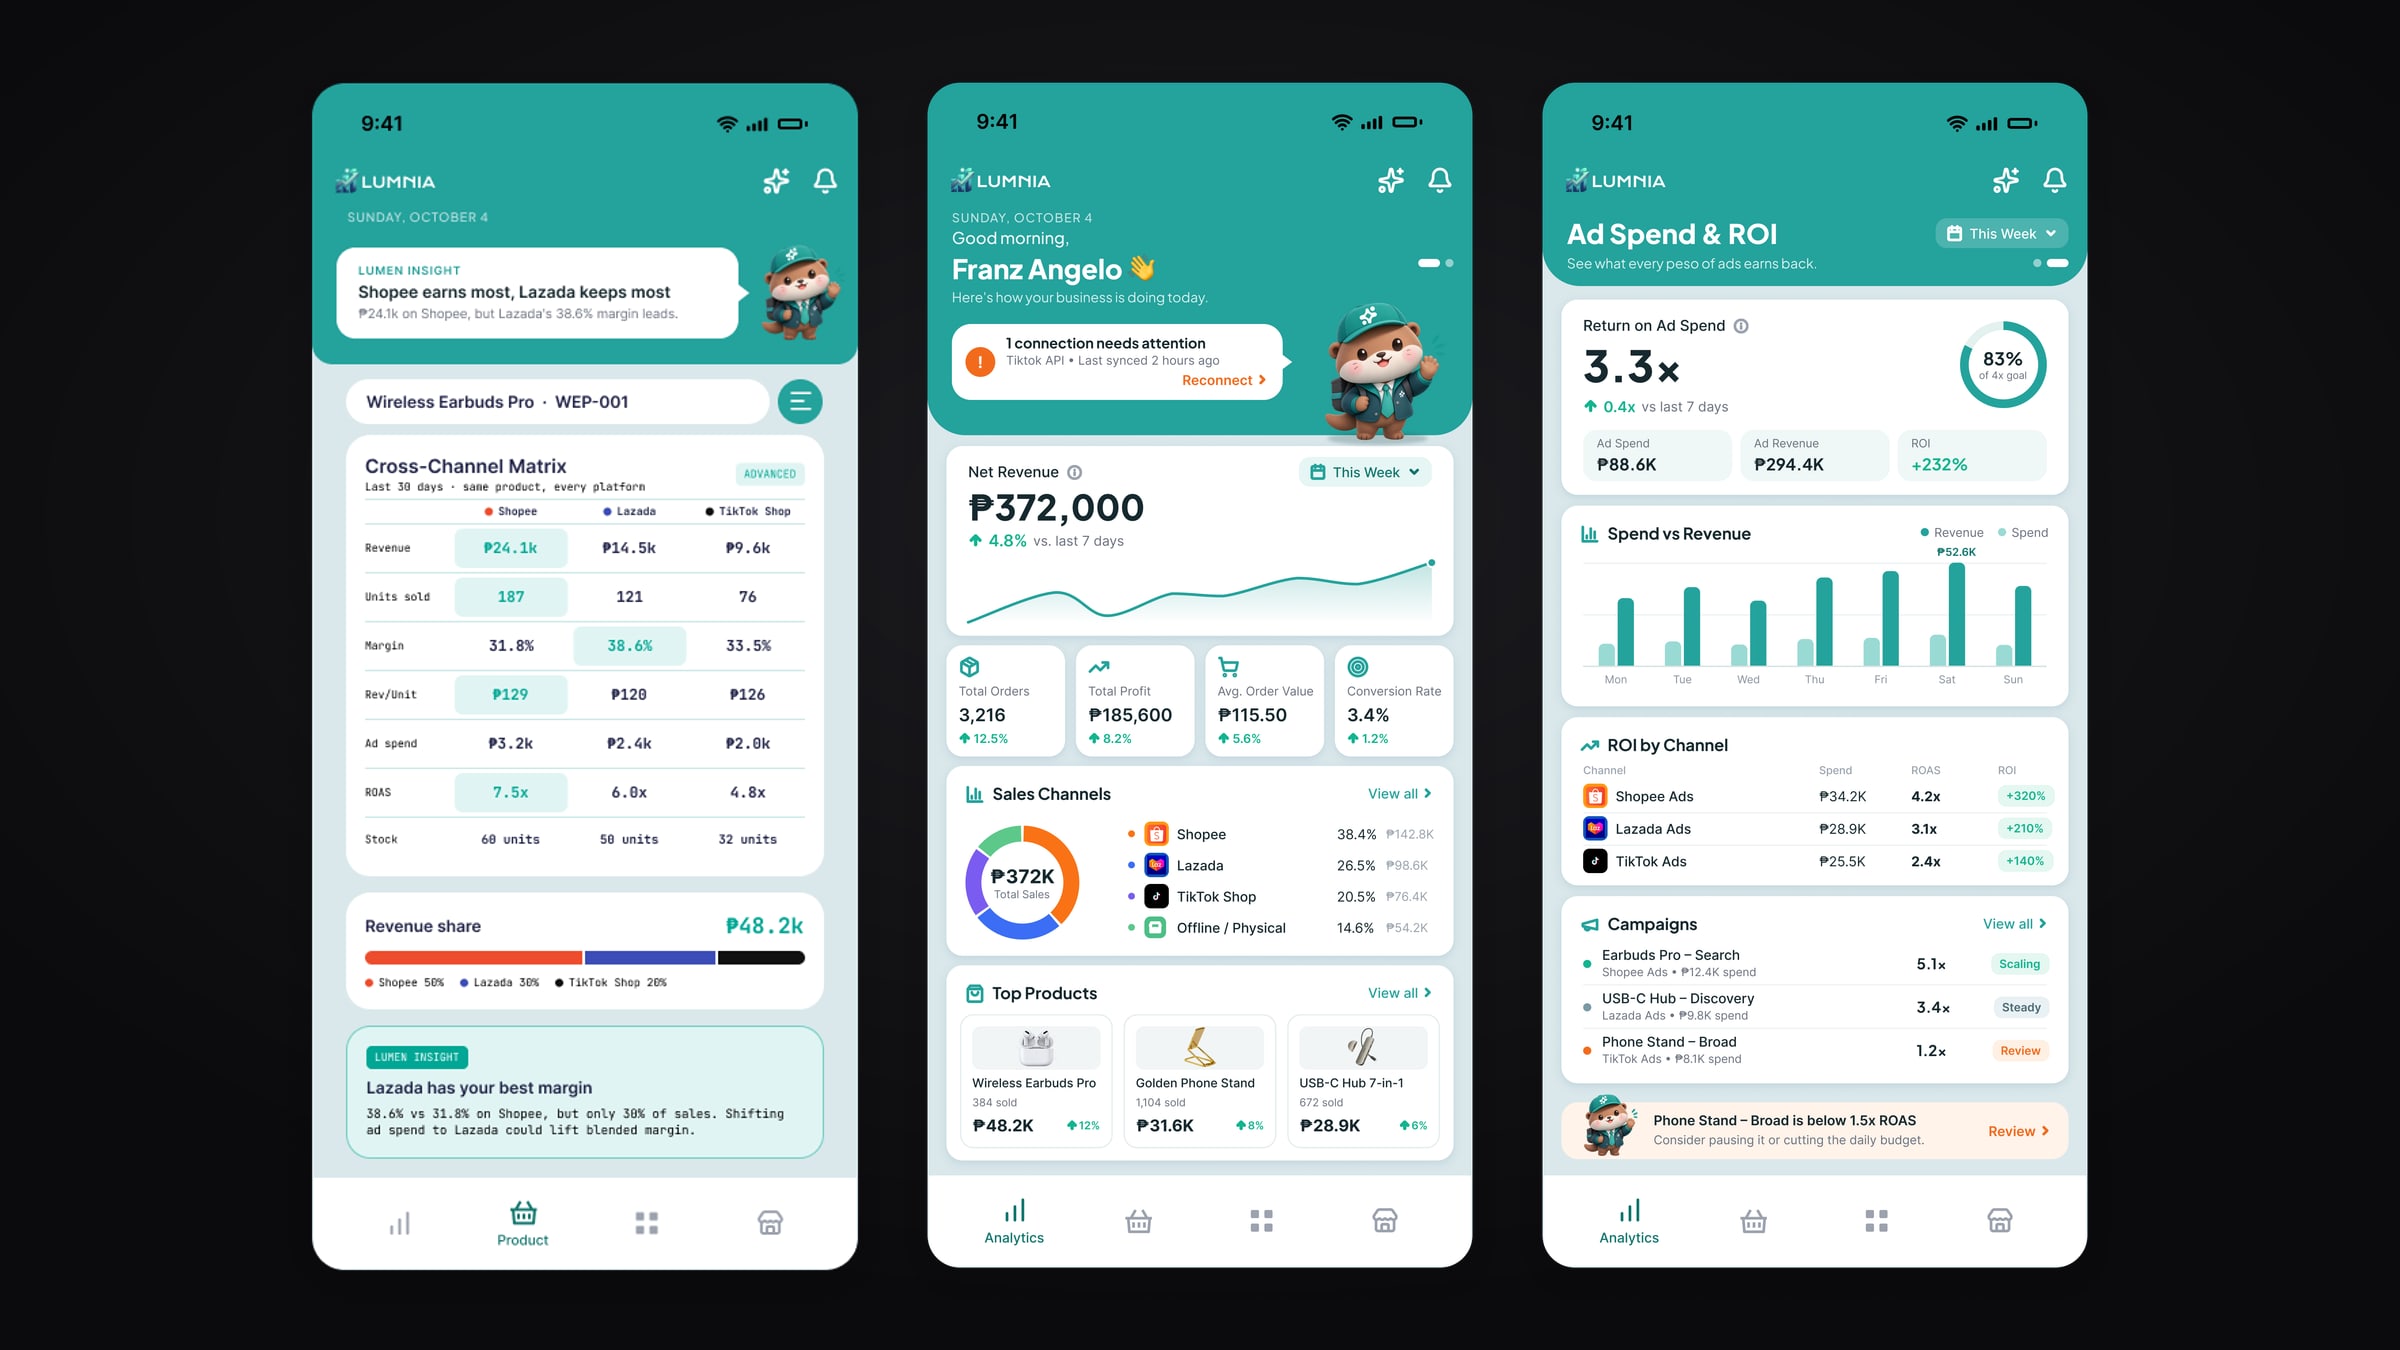 9:41
LUMNIA
SUNDAY, OCTOBER 4
LUMEN INSIGHT
Shopee earns most, Lazada keeps most
₱24.1k on Shopee, but Lazada's 38.6% margin leads.
Wireless Earbuds Pro · WEP-001
Cross-Channel Matrix
ADVANCED
Last 30 days · same product, every platform
Shopee Lazada TikTok Shop
Revenue ₱24.1k ₱14.5k ₱9.6k
Units sold 187 121 76
Margin 31.8% 38.6% 33.5%
Rev/Unit ₱129 ₱120 ₱126
Ad spend ₱3.2k ₱2.4k ₱2.0k
ROAS 7.5x 6.0x 4.8x
Stock 60 units 50 units 32 units
Revenue share ₱48.2k
Shopee 50% Lazada 30% TikTok Shop 20%
LUMEN INSIGHT
Lazada has your best margin
38.6% vs 31.8% on Shopee, but only 30% of sales. Shifting
ad spend to Lazada could lift blended margin.
Product
9:41
LUMNIA
SUNDAY, OCTOBER 4
Good morning,
Franz Angelo 👋
Here's how your business is doing today.
1 connection needs attention
Tiktok API • Last synced 2 hours ago
Reconnect
Net Revenue
This Week
₱372,000
4.8% vs. last 7 days
Total Orders
3,216
12.5%
Total Profit
₱185,600
8.2%
Avg. Order Value
₱115.50
5.6%
Conversion Rate
3.4%
1.2%
Sales Channels View all
₱372K
Total Sales
Shopee 38.4% ₱142.8K
Lazada 26.5% ₱98.6K
TikTok Shop 20.5% ₱76.4K
Offline / Physical 14.6% ₱54.2K
Top Products View all
Wireless Earbuds Pro
384 sold
₱48.2K 12%
Golden Phone Stand
1,104 sold
₱31.6K 8%
USB-C Hub 7-in-1
672 sold
₱28.9K 6%
Analytics
9:41
LUMNIA
Ad Spend & ROI
This Week
See what every peso of ads earns back.
Return on Ad Spend
3.3x
0.4x vs last 7 days
83%
of 4x goal
Ad Spend
₱88.6K
Ad Revenue
₱294.4K
ROI
+232%
Spend vs Revenue
Revenue Spend
₱52.6K
Mon Tue Wed Thu Fri Sat Sun
ROI by Channel
Channel Spend ROAS ROI
Shopee Ads ₱34.2K 4.2x +320%
Lazada Ads ₱28.9K 3.1x +210%
TikTok Ads ₱25.5K 2.4x +140%
Campaigns View all
Earbuds Pro – Search
Shopee Ads • ₱12.4K spend
5.1x Scaling
USB-C Hub – Discovery
Lazada Ads • ₱9.8K spend
3.4x Steady
Phone Stand – Broad
TikTok Ads • ₱8.1K spend
1.2x Review
Phone Stand – Broad is below 1.5x ROAS
Consider pausing it or cutting the daily budget.
Review
Analytics